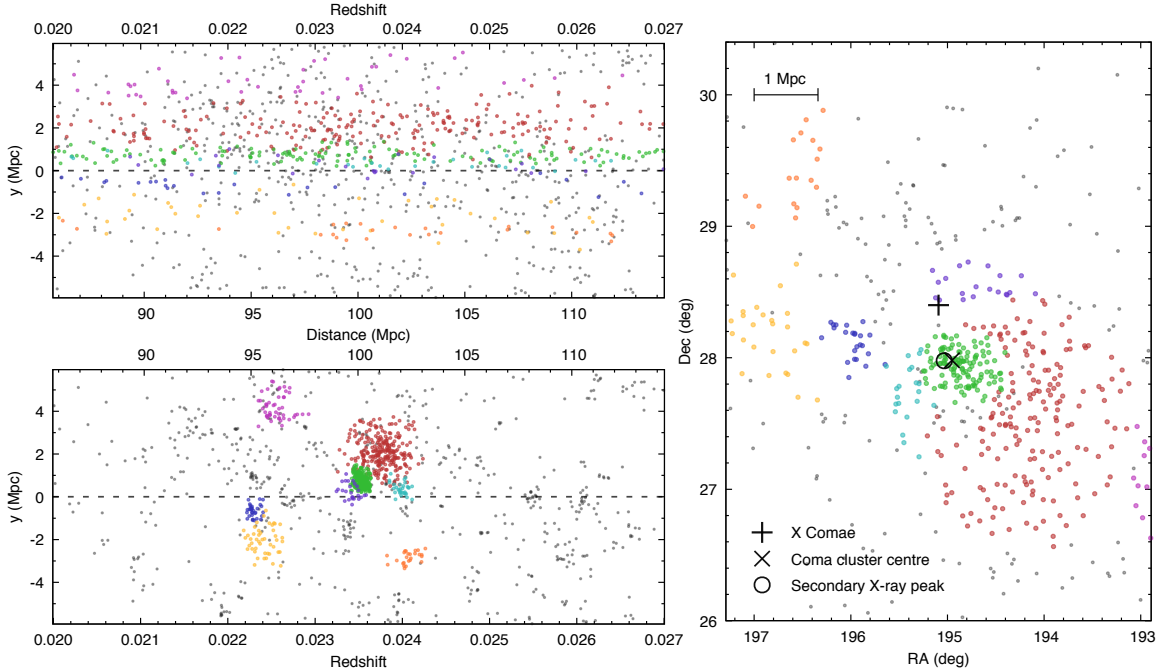 Redshift
0.020 0.021 0.022 0.023 0.024 0.025 0.026 0.027
y (Mpc)
4
2
0
-2
-4
90 95 100 105 110
Distance (Mpc)
90 95 100 105 110
y (Mpc)
4
2
0
-2
-4
0.020 0.021 0.022 0.023 0.024 0.025 0.026 0.027
Redshift
1 Mpc
Dec (deg)
30
29
28
27
26
X Comae
Coma cluster centre
Secondary X-ray peak
197 196 195 194 193
RA (deg)